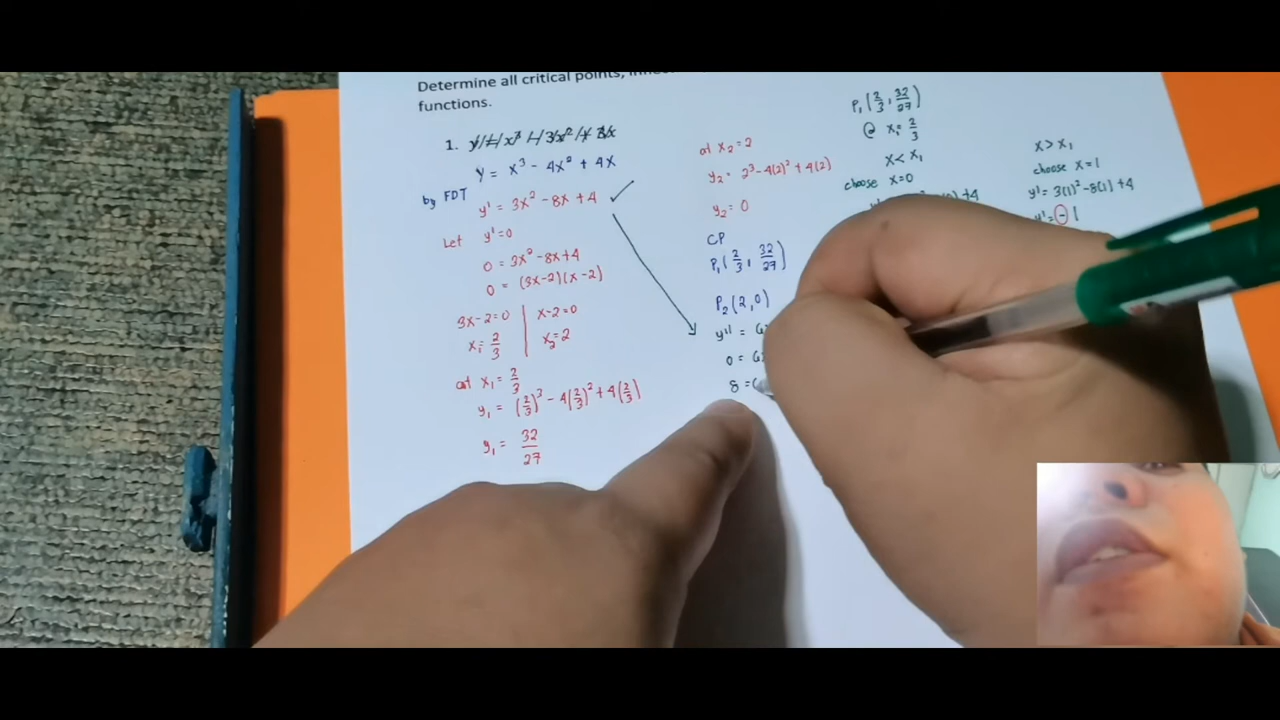 Determine all critical points,
functions.
1.
y = x³ - 4x² + 4x
by FDT
y' = 3x² - 8x + 4
Let y' = 0
0 = 3x² - 8x + 4
0 = (3x-2)(x-2)
3x-2=0 | x-2=0
x₁= 2/3 | x₂=2
at x₁= 2/3
y₁ = (2/3)³ - 4(2/3)² + 4(2/3)
y₁ = 32/27
at x₂=2
y₂= 2³-4(2)²+4(2)
y₂= 0
CP
P₁(2/3, 32/27)
P₂(2,0)
y'' =
0 =
8 =
P₁(2/3, 32/27)
@ x₁= 2/3
x < x₁
choose x=0
+4
x > x₁
choose x=1
y' = 3(1)²-8(1)+4
y' = -1